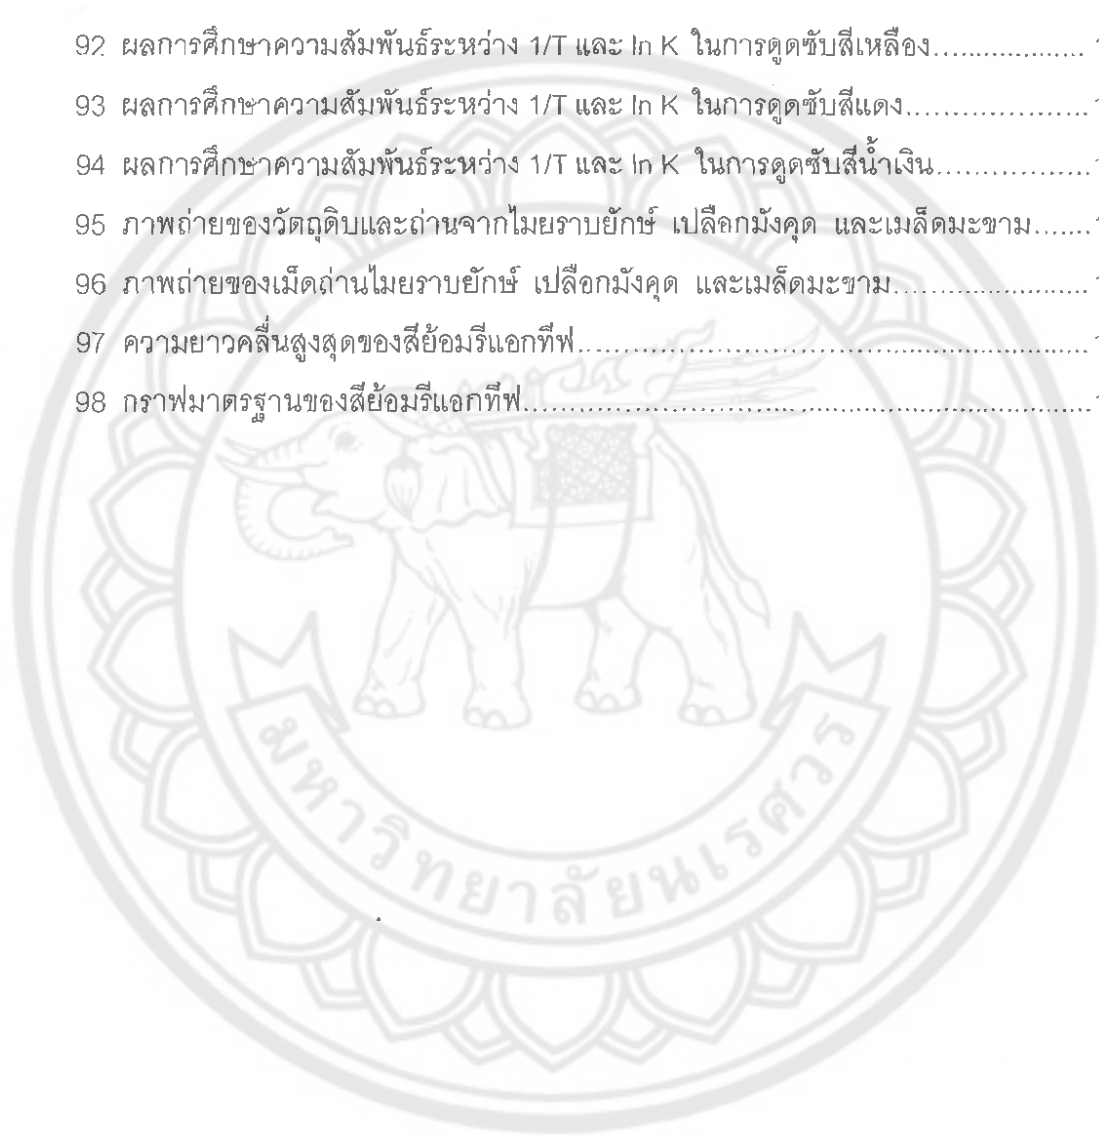 92 ผลการศึกษาความสัมพันธ์ระหว่าง 1/T และ ln K ในการดูดซับสีเหลือง................... 1
93 ผลการศึกษาความสัมพันธ์ระหว่าง 1/T และ ln K ในการดูดซับสีแดง......................1
94 ผลการศึกษาความสัมพันธ์ระหว่าง 1/T และ ln K ในการดูดซับสีน้ำเงิน..................1
95 ภาพถ่ายของวัตถุดิบและถ่านจากไมยราบยักษ์ เปลือกมังคุด และเมล็ดมะขาม.......1
96 ภาพถ่ายของเม็ดถ่านไมยราบยักษ์ เปลือกมังคุด และเมล็ดมะขาม........................1
97 ความยาวคลื่นสูงสุดของสีย้อมรีแอกทีฟ.............................................................1
98 กราฟมาตรฐานของสีย้อมรีแอกทีฟ...................................................................1
มหาวิทยาลัยนเรศวร